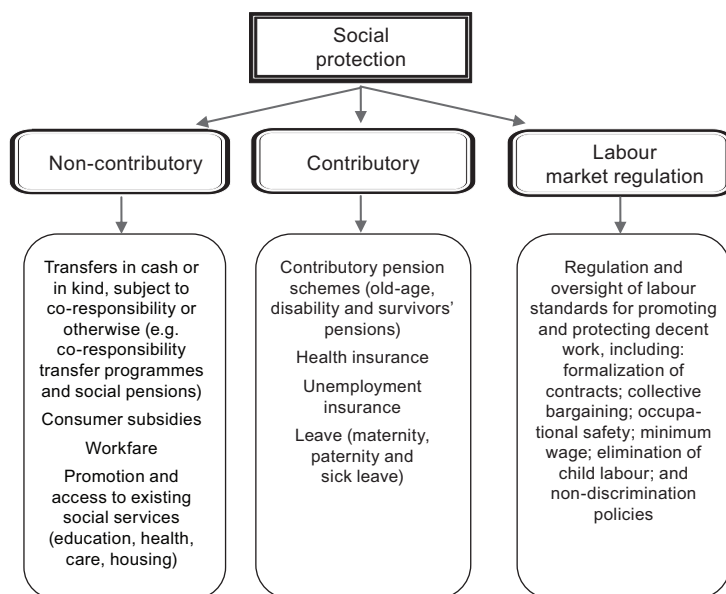 Social
protection
Non-contributory
Contributory
Labour
market regulation
Transfers in cash or
in kind, subject to
co-responsibility or
otherwise (e.g.
co-responsibility
transfer programmes
and social pensions)
Consumer subsidies
Workfare
Promotion and
access to existing
social services
(education, health,
care, housing)
Contributory pension
schemes (old-age,
disability and survivors’
pensions)
Health insurance
Unemployment
insurance
Leave (maternity,
paternity and
sick leave)
Regulation and
oversight of labour
standards for promoting
and protecting decent
work, including:
formalization of
contracts; collective
bargaining; occupa-
tional safety; minimum
wage; elimination of
child labour; and
non-discrimination
policies